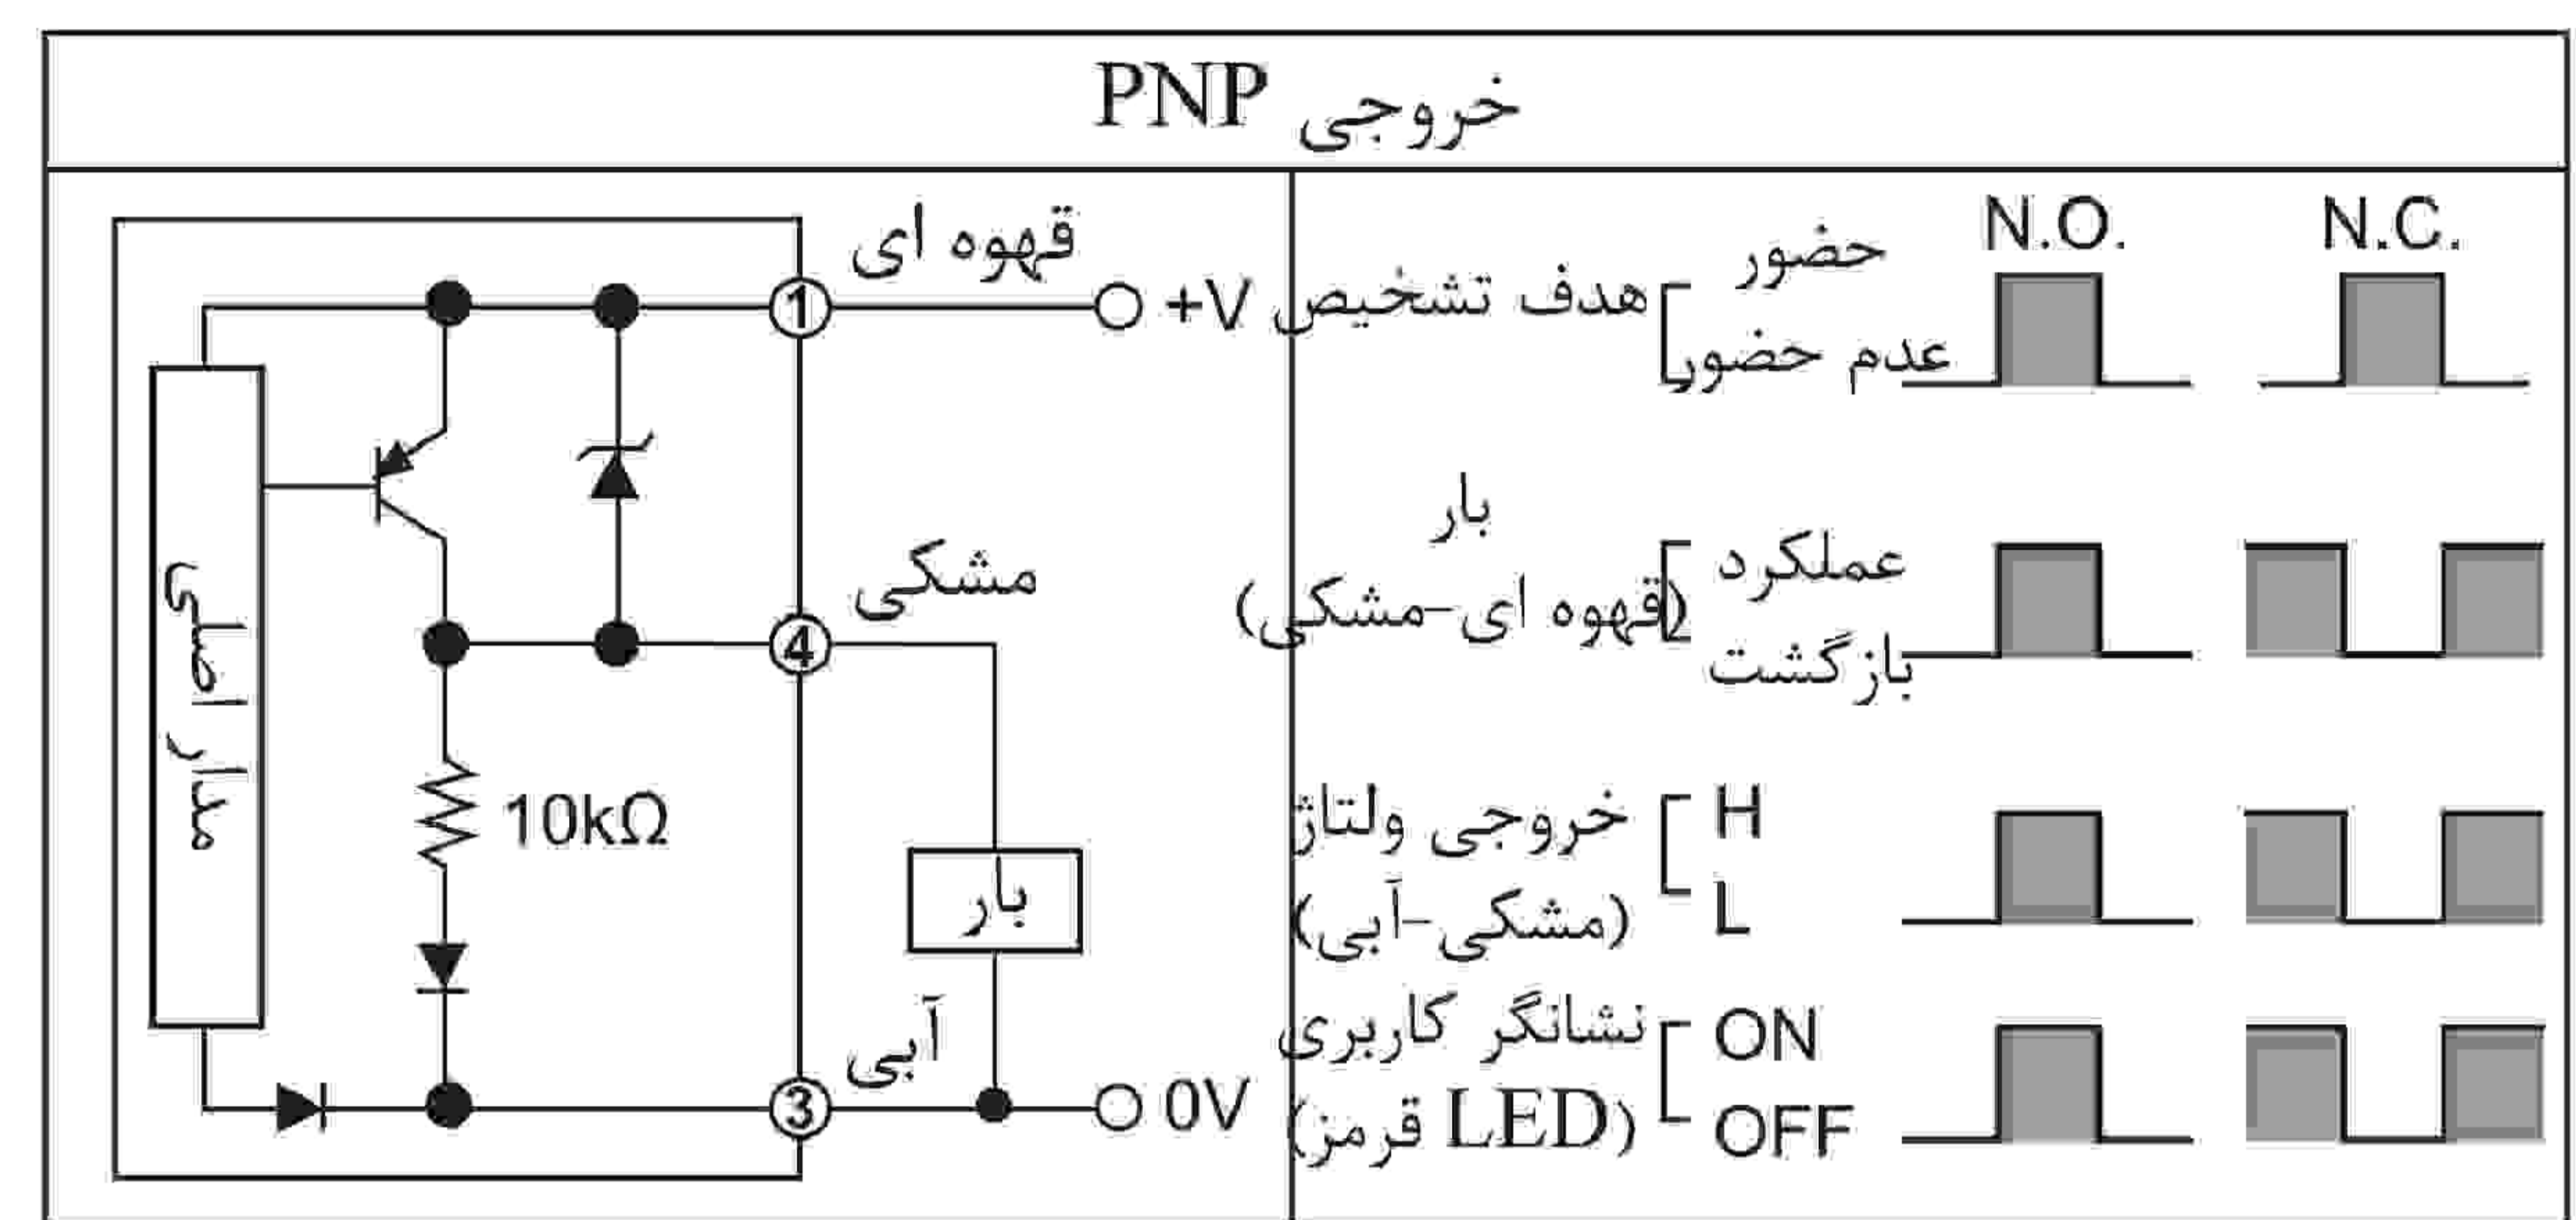 خروجی PNP
قهوه ای
1
+V
مدار اصلی
مشکی
4
10kΩ
بار
آبی
3
0V
N.O.
N.C.
هدف تشخیص
حضور
عدم حضور
بار
(قهوه ای-مشکی)
عملکرد
بازگشت
خروجی ولتاژ
(مشکی-آبی)
H
L
نشانگر کاربری
(LED قرمز)
ON
OFF